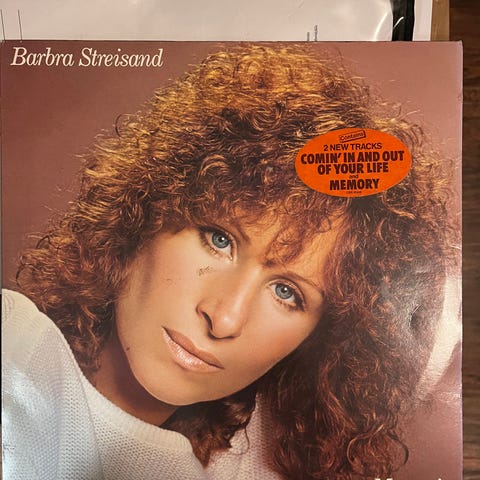 Barbra Streisand
Contains
2 NEW TRACKS
COMIN' IN AND OUT
OF YOUR LIFE
and
MEMORY